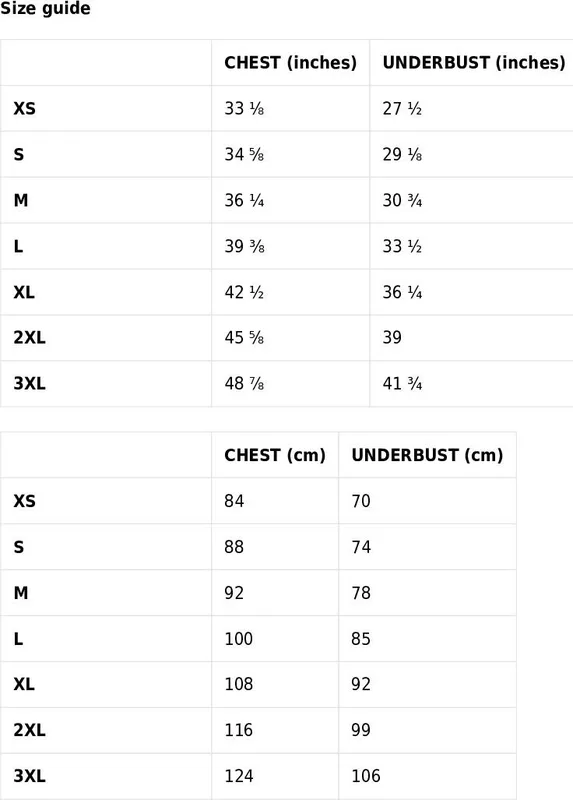 Size guide
CHEST (inches) UNDERBUST (inches)
XS 33 ⅛ 27 ½
S 34 ⅝ 29 ⅛
M 36 ¼ 30 ¾
L 39 ⅜ 33 ½
XL 42 ½ 36 ¼
2XL 45 ⅝ 39
3XL 48 ⅞ 41 ¾
CHEST (cm) UNDERBUST (cm)
XS 84 70
S 88 74
M 92 78
L 100 85
XL 108 92
2XL 116 99
3XL 124 106